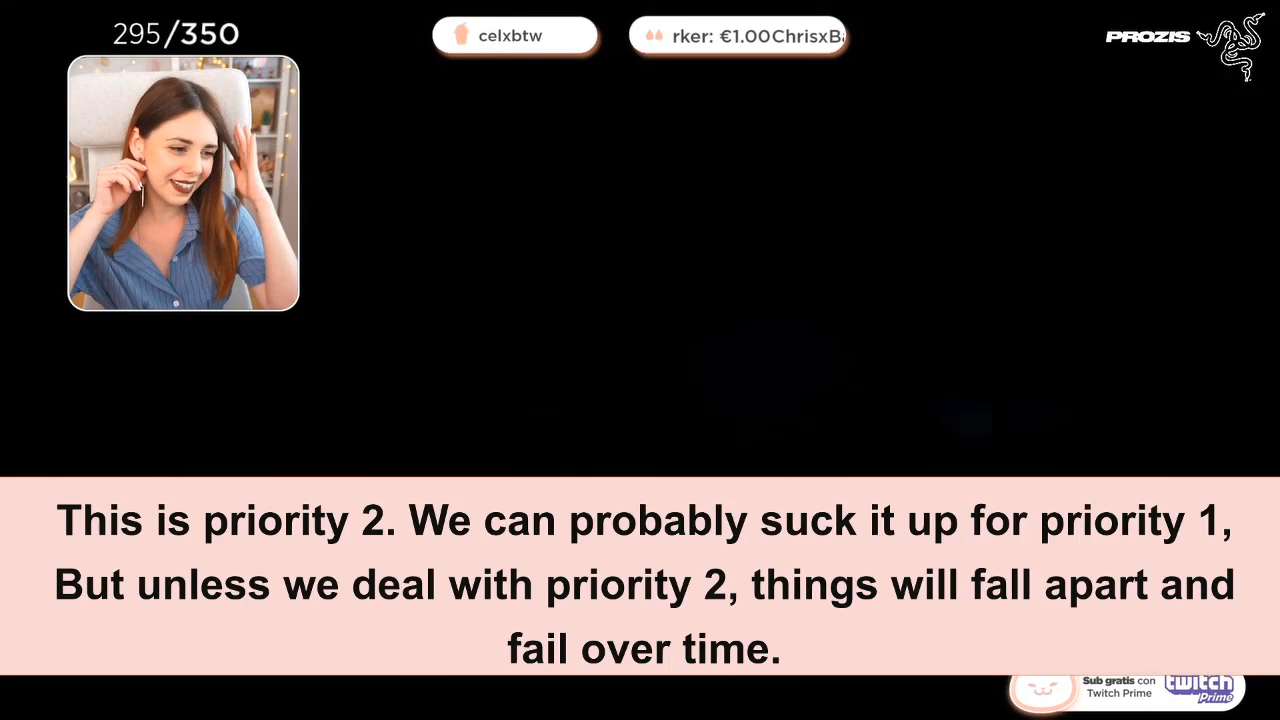 295/350
celxbtw
rker: €1.00ChrisxBa
PROZIS
This is priority 2. We can probably suck it up for priority 1,
But unless we deal with priority 2, things will fall apart and
fail over time.
Sub gratis con
Twitch Prime
twitch
Prime